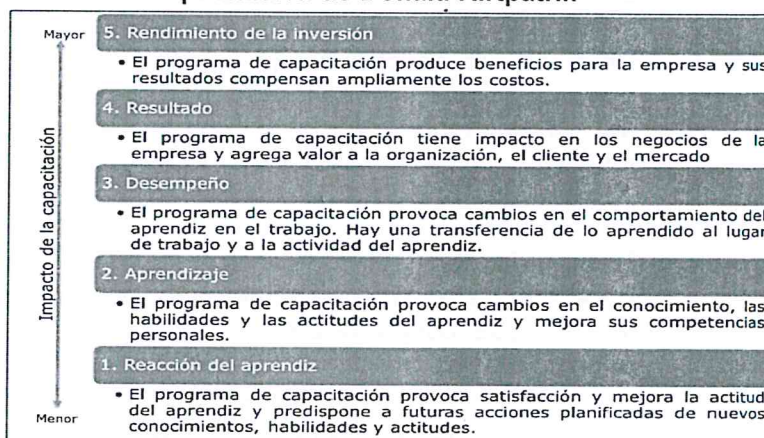 Mayor
5. Rendimiento de la inversión
• El programa de capacitación produce beneficios para la empresa y sus
resultados compensan ampliamente los costos.
4. Resultado
• El programa de capacitación tiene impacto en los negocios de la
empresa y agrega valor a la organización, el cliente y el mercado
3. Desempeño
• El programa de capacitación provoca cambios en el comportamiento del
aprendiz en el trabajo. Hay una transferencia de lo aprendido al lugar
de trabajo y a la actividad del aprendiz.
2. Aprendizaje
• El programa de capacitación provoca cambios en el conocimiento, las
habilidades y las actitudes del aprendiz y mejora sus competencias
personales.
1. Reacción del aprendiz
• El programa de capacitación provoca satisfacción y mejora la actitud
del aprendiz y predispone a futuras acciones planificadas de nuevos
conocimientos, habilidades y actitudes.
Menor
Impacto de la capacitación